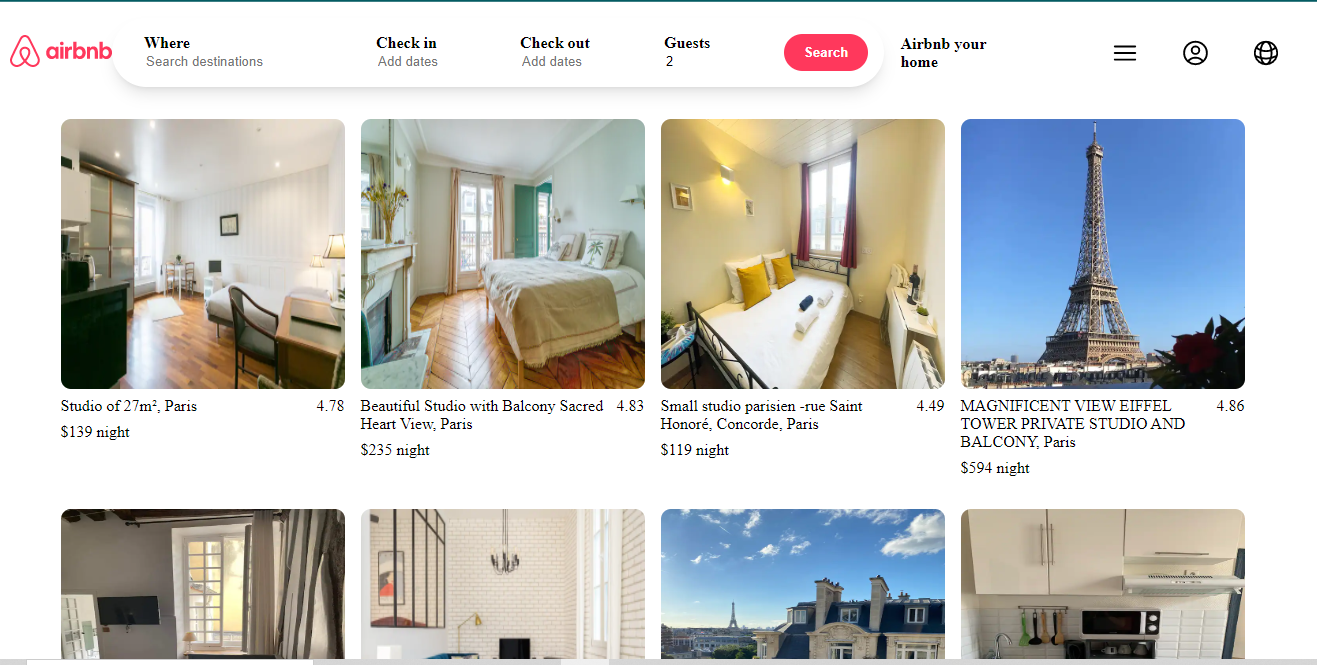 airbnb
Where
Search destinations
Check in
Add dates
Check out
Add dates
Guests
2
Search
Airbnb your
home
Studio of 27m², Paris
4.78
$139 night
Beautiful Studio with Balcony Sacred
4.83
Heart View, Paris
$235 night
Small studio parisien -rue Saint
4.49
Honoré, Concorde, Paris
$119 night
MAGNIFICENT VIEW EIFFEL
4.86
TOWER PRIVATE STUDIO AND
BALCONY, Paris
$594 night